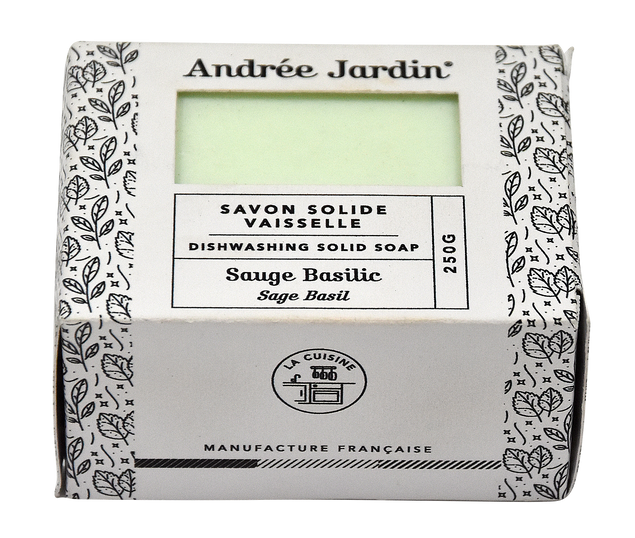 Andrée Jardin®
SAVON SOLIDE
VAISSELLE
DISHWASHING SOLID SOAP
Sauge Basilic
Sage Basil
250G
LA CUISINE
MANUFACTURE FRANÇAISE